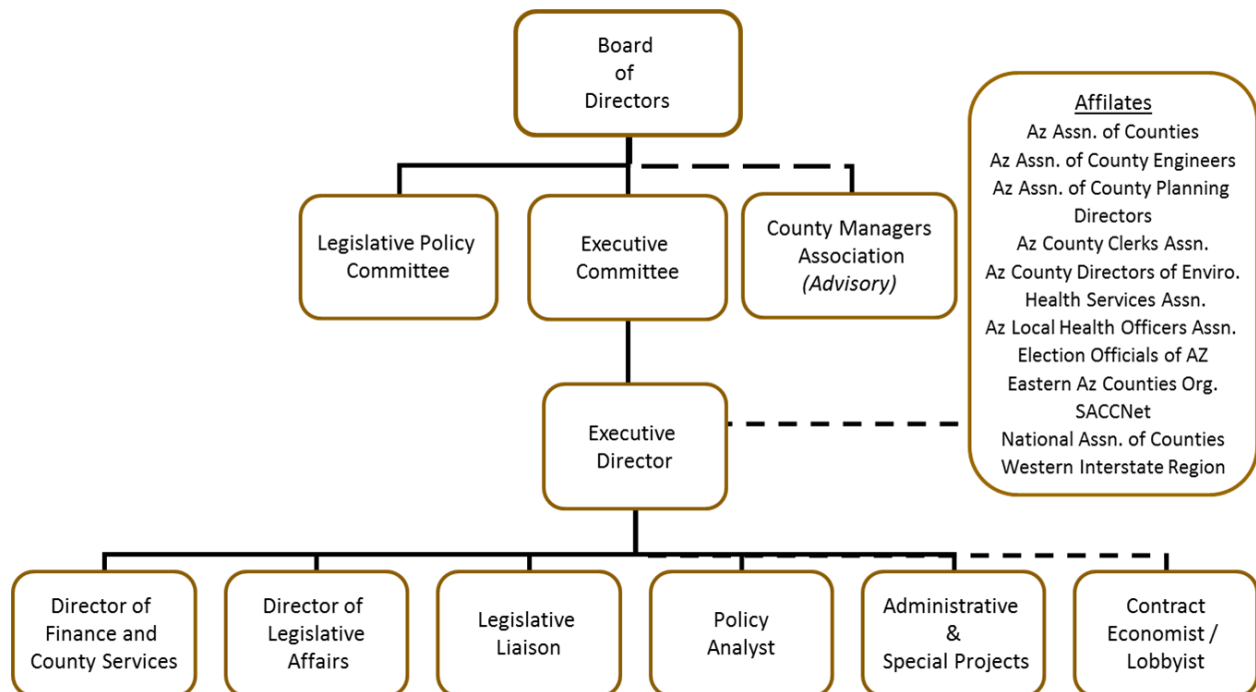 Board
of
Directors
Legislative Policy
Committee
Executive
Committee
County Managers
Association
(Advisory)
Affilates
Az Assn. of Counties
Az Assn. of County Engineers
Az Assn. of County Planning
Directors
Az County Clerks Assn.
Az County Directors of Enviro.
Health Services Assn.
Az Local Health Officers Assn.
Election Officials of AZ
Eastern Az Counties Org.
SACCNet
National Assn. of Counties
Western Interstate Region
Executive
Director
Director of
Finance and
County Services
Director of
Legislative
Affairs
Legislative
Liaison
Policy
Analyst
Administrative
&
Special Projects
Contract
Economist /
Lobbyist